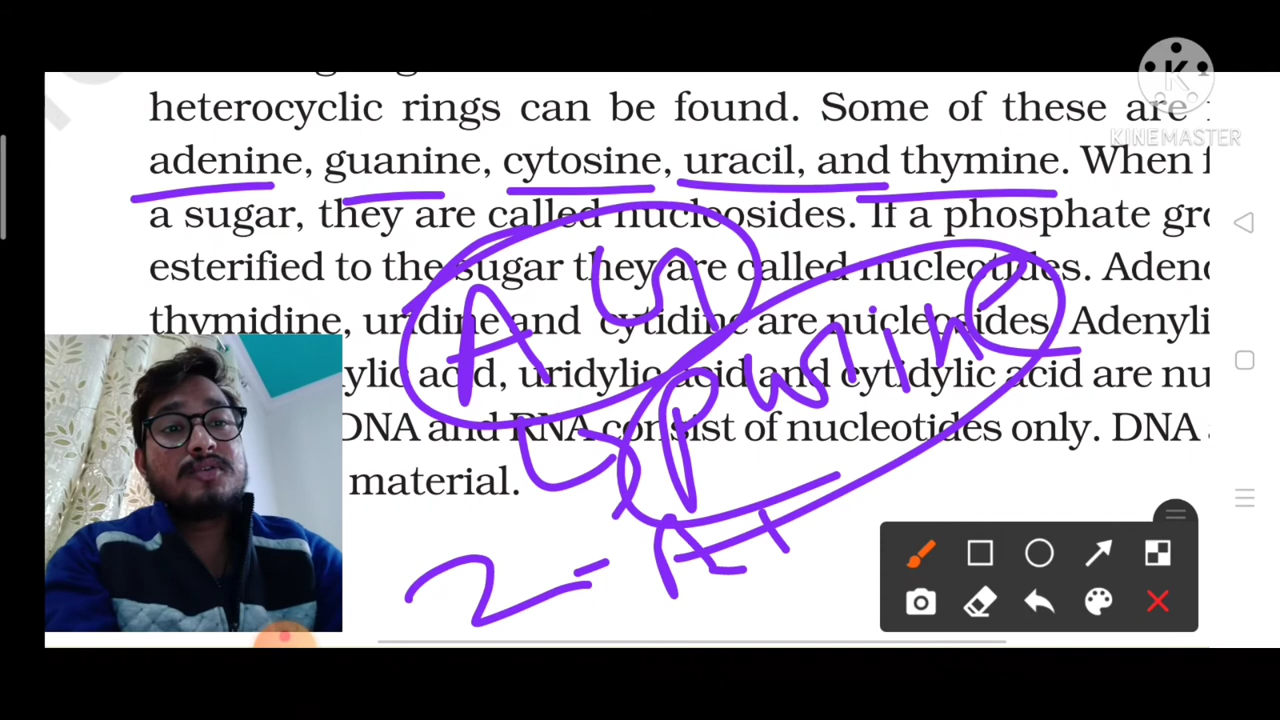 heterocyclic rings can be found. Some of these are
adenine, guanine, cytosine, uracil, and thymine. When f
a sugar, they are called nucleosides. If a phosphate gro
esterified to the sugar they are called nucleotides. Adeno
thymidine, uridine and cytidine are nucleosides. Adenyli
ylic acid, uridylic acid and cytidylic acid are nu
DNA and RNA consist of nucleotides only. DNA
material.
A G
purine
2 =
K
KINEMASTER